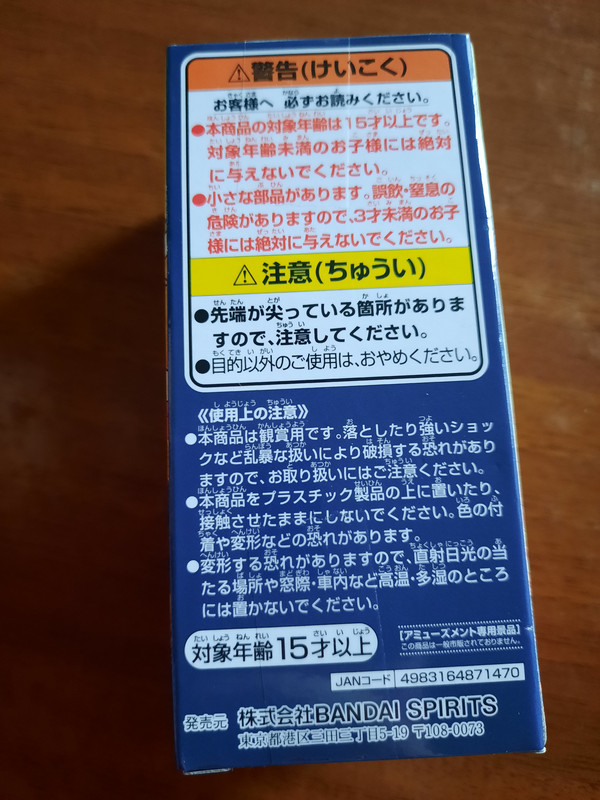 ⚠警告(けいこく)
お客様へ 必ずお読みください。
●本商品の対象年齢は15才以上です。
対象年齢未満のお子様には絶対
に与えないでください。
●小さな部品があります。誤飲・窒息の
危険がありますので、3才未満のお子
様には絶対に与えないでください。
⚠注意(ちゅうい)
●先端が尖っている箇所がありま
すので、注意してください。
●目的以外のご使用は、おやめください。
《使用上の注意》
●本商品は観賞用です。落としたり強いショッ
クなど乱暴な扱いにより破損する恐れがあり
ますので、お取り扱いにはご注意ください。
●本商品をプラスチック製品の上に置いたり、
接触させたままにしないでください。色の付
着や変形などの恐れがあります。
●変形する恐れがありますので、直射日光の当
たる場所や窓際・車内など高温・多湿のところ
には置かないでください。
対象年齢15才以上
【アミューズメント専用景品】
この商品は一般市販されておりません。
JANコード 4983164871470
発売元 株式会社BANDAI SPIRITS
東京都港区三田三丁目5-19 〒108-0073